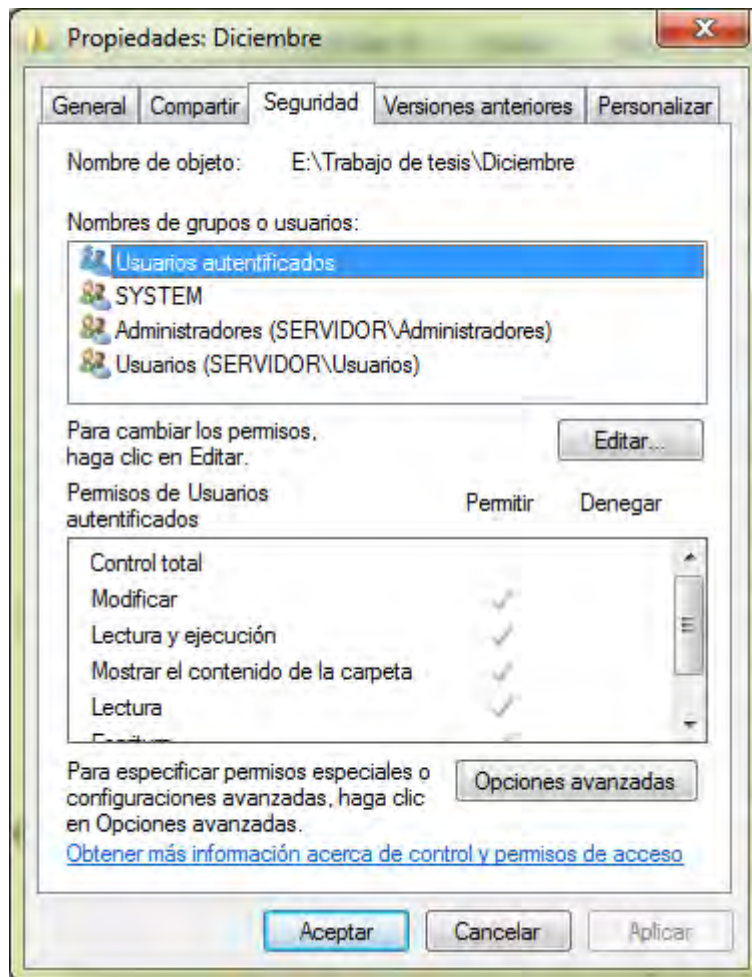 Propiedades: Diciembre
General Compartir Seguridad Versiones anteriores Personalizar
Nombre de objeto: E:\Trabajo de tesis\Diciembre
Nombres de grupos o usuarios:
Usuarios autentificados
SYSTEM
Administradores (SERVIDOR\Administradores)
Usuarios (SERVIDOR\Usuarios)
Para cambiar los permisos,
haga clic en Editar.
Editar...
Permisos de Usuarios
autentificados
Permitir Denegar
Control total
Modificar
Lectura y ejecución
Mostrar el contenido de la carpeta
Lectura
Escritura
Para especificar permisos especiales o
configuraciones avanzadas, haga clic
en Opciones avanzadas.
Opciones avanzadas
Obtener más información acerca de control y permisos de acceso
Aceptar Cancelar Aplicar